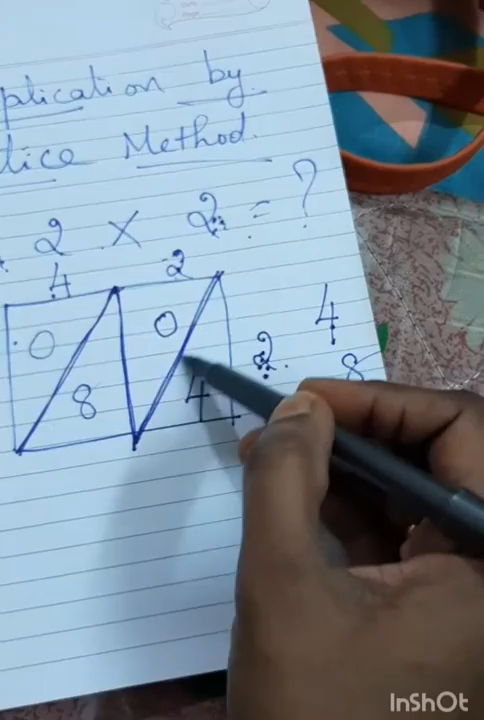 plication by
tice Method.
2 × 2 = ?
4 2
0 0 2 4
8 4 8
InShOt